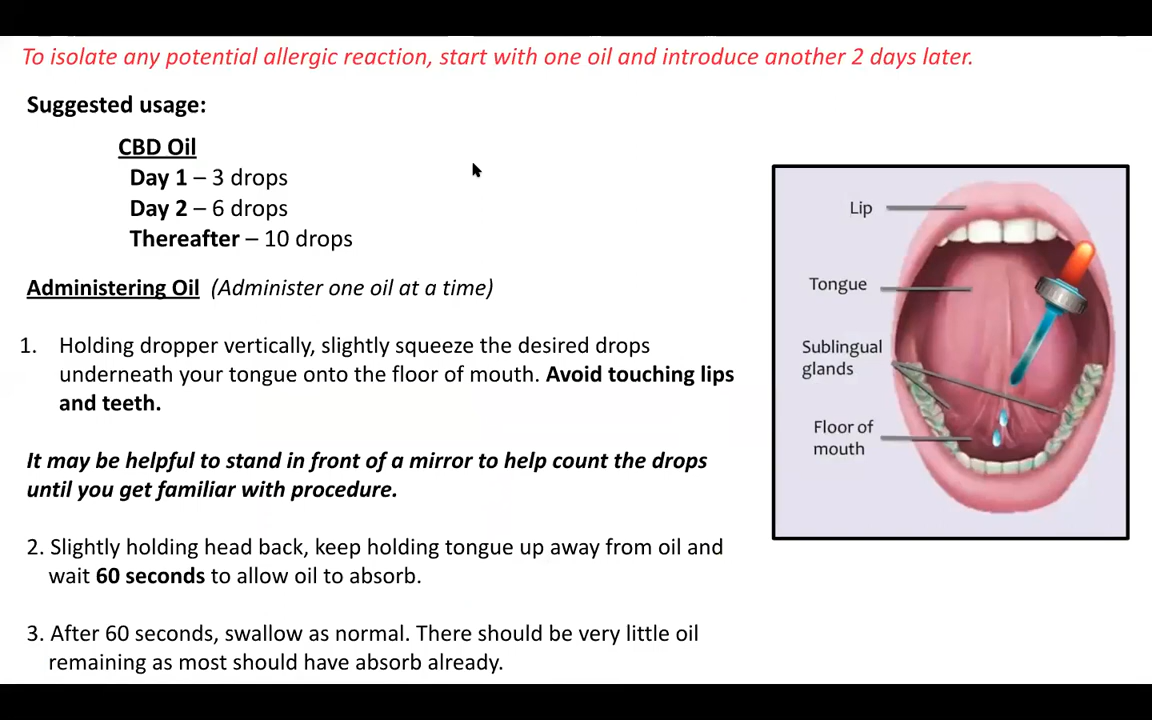 To isolate any potential allergic reaction, start with one oil and introduce another 2 days later.
Suggested usage:
CBD Oil
Day 1 – 3 drops
Day 2 – 6 drops
Thereafter – 10 drops
Administering Oil (Administer one oil at a time)
1. Holding dropper vertically, slightly squeeze the desired drops
underneath your tongue onto the floor of mouth. Avoid touching lips
and teeth.
It may be helpful to stand in front of a mirror to help count the drops
until you get familiar with procedure.
2. Slightly holding head back, keep holding tongue up away from oil and
wait 60 seconds to allow oil to absorb.
3. After 60 seconds, swallow as normal. There should be very little oil
remaining as most should have absorb already.
Lip
Tongue
Sublingual
glands
Floor of
mouth